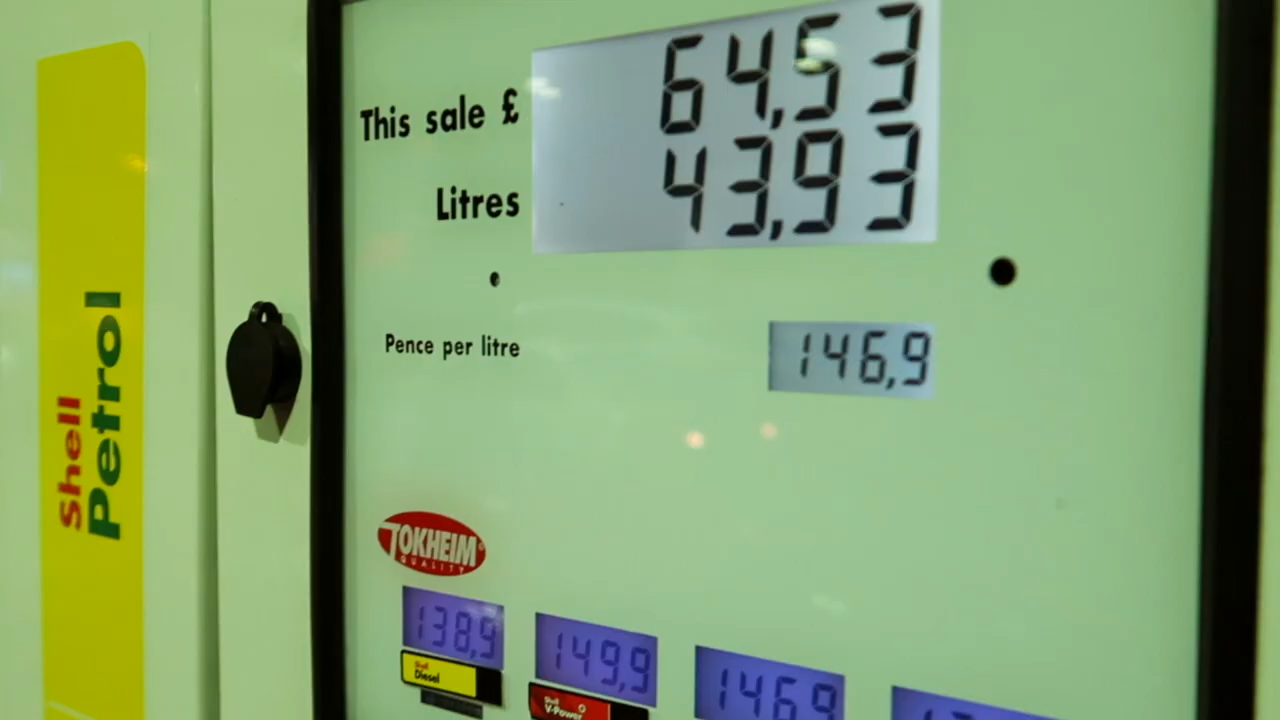 This sale £ 64,53
Litres 43,93
Pence per litre 146,9
Shell
Petrol
TOKHEIM
QUALITY
138,9
149,9
146,9
Shell
Diesel
Shell
V-Power